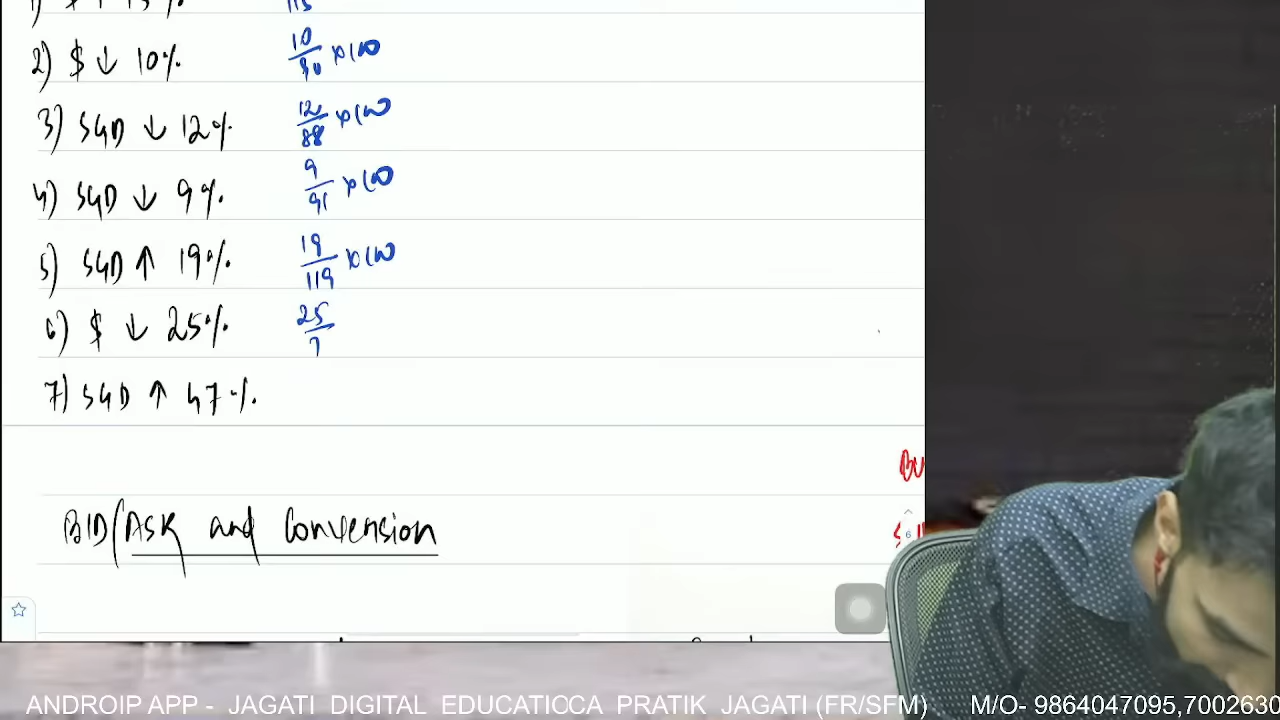 2) $ ↓ 10% 10/90 × 100
3) SGD ↓ 12% 12/88 × 100
4) SGD ↓ 9% 9/91 × 100
5) SGD ↑ 19% 19/119 × 100
6) $ ↓ 25% 25/7
7) SGD ↑ 47%
BID/ASK and Conversion
ANDROIP APP - JAGATI DIGITAL EDUCATICCA PRATIK JAGATI (FR/SFM) M/O- 9864047095,7002630